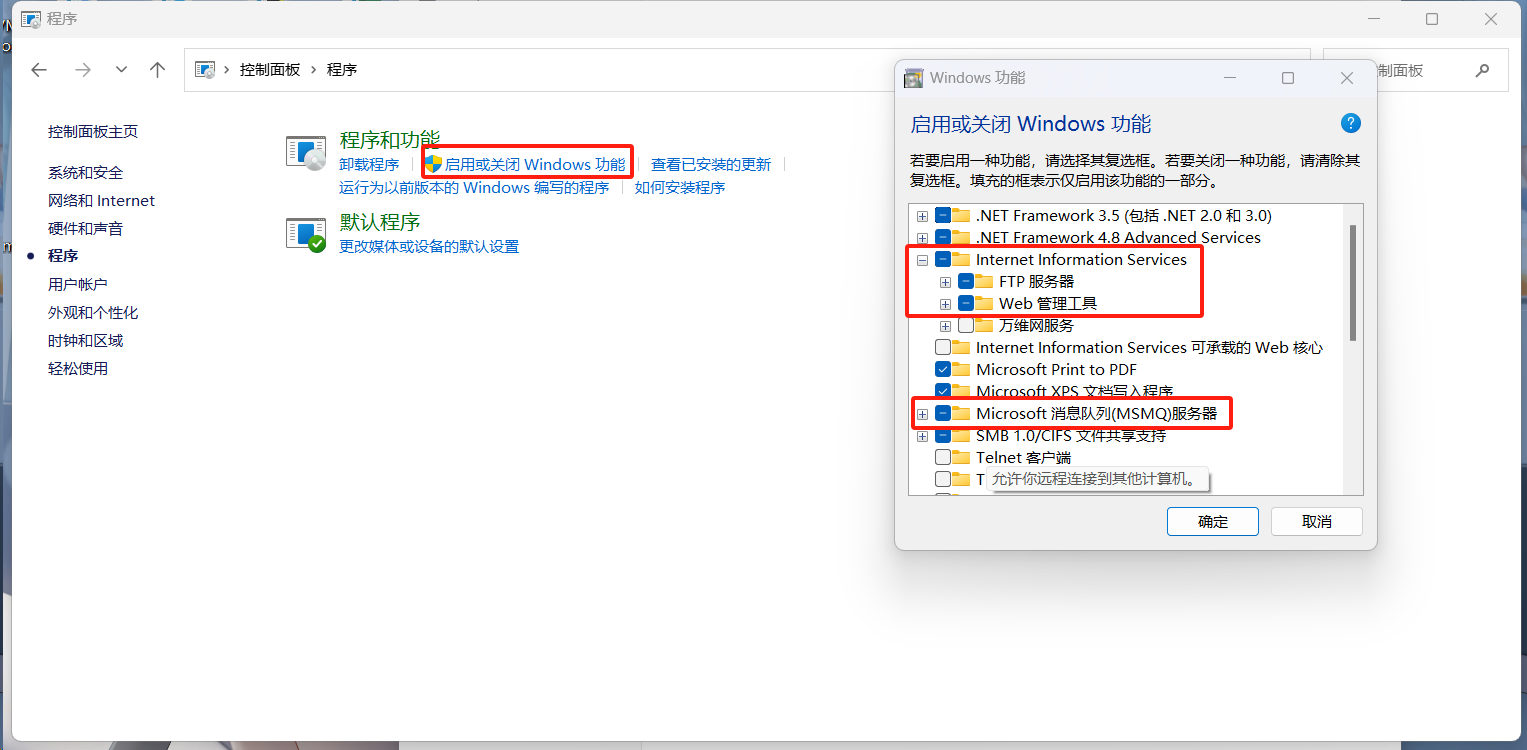 程序
控制面板 › 程序
制面板
控制面板主页
系统和安全
网络和 Internet
硬件和声音
程序
用户帐户
外观和个性化
时钟和区域
轻松使用
程序和功能
卸载程序
启用或关闭 Windows 功能
查看已安装的更新
运行为以前版本的 Windows 编写的程序
如何安装程序
默认程序
更改媒体或设备的默认设置
Windows 功能
启用或关闭 Windows 功能
若要启用一种功能，请选择其复选框。若要关闭一种功能，请清除其
复选框。填充的框表示仅启用该功能的一部分。
.NET Framework 3.5 (包括 .NET 2.0 和 3.0)
.NET Framework 4.8 Advanced Services
Internet Information Services
FTP 服务器
Web 管理工具
万维网服务
Internet Information Services 可承载的 Web 核心
Microsoft Print to PDF
Microsoft XPS 文档写入程序
Microsoft 消息队列(MSMQ)服务器
SMB 1.0/CIFS 文件共享支持
Telnet 客户端
T
允许你远程连接到其他计算机。
确定
取消